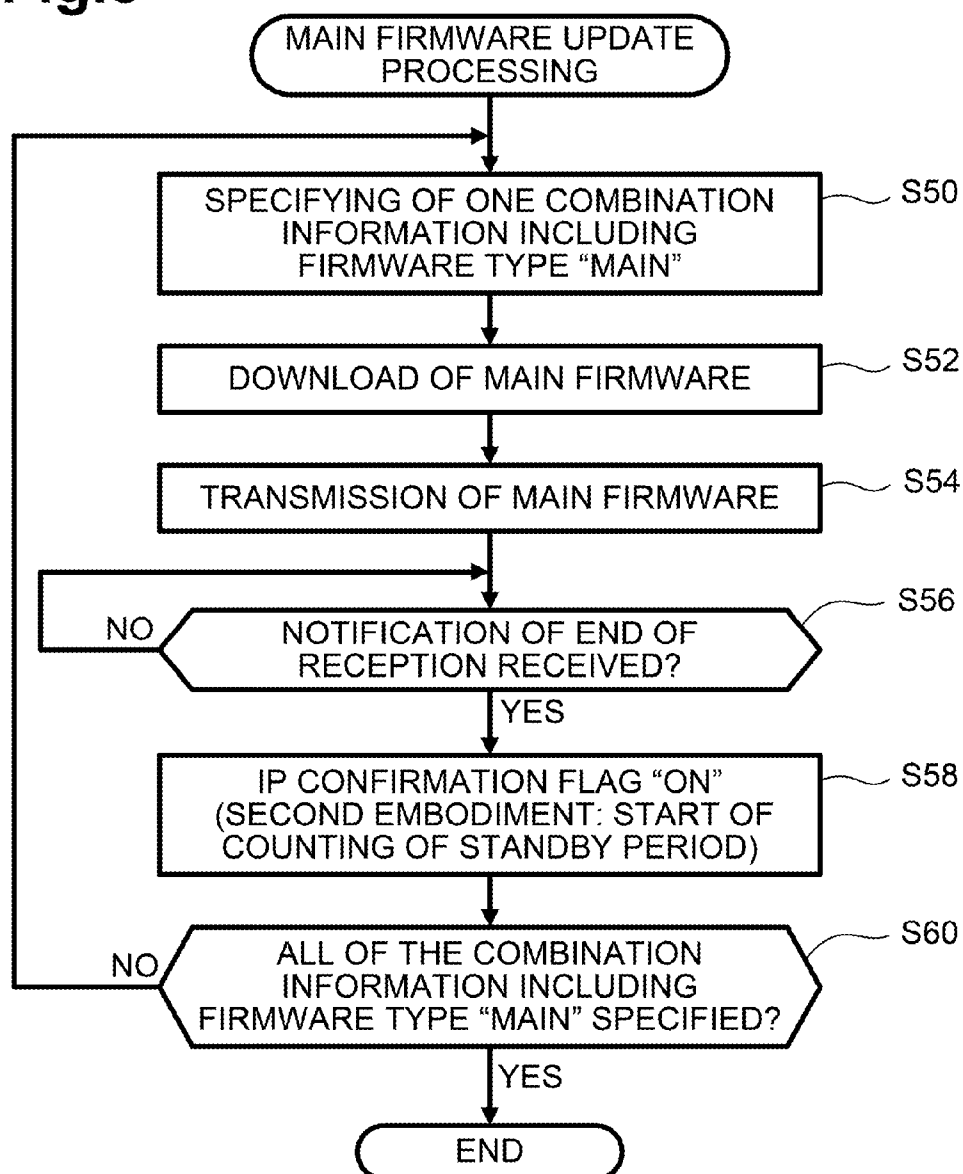 MAIN FIRMWARE UPDATE
PROCESSING
SPECIFYING OF ONE COMBINATION
INFORMATION INCLUDING
FIRMWARE TYPE “MAIN”
S50
DOWNLOAD OF MAIN FIRMWARE
S52
TRANSMISSION OF MAIN FIRMWARE
S54
NOTIFICATION OF END OF
RECEPTION RECEIVED?
S56
NO
YES
IP CONFIRMATION FLAG “ON”
(SECOND EMBODIMENT: START OF
COUNTING OF STANDBY PERIOD)
S58
ALL OF THE COMBINATION
INFORMATION INCLUDING
FIRMWARE TYPE “MAIN” SPECIFIED?
S60
NO
YES
END